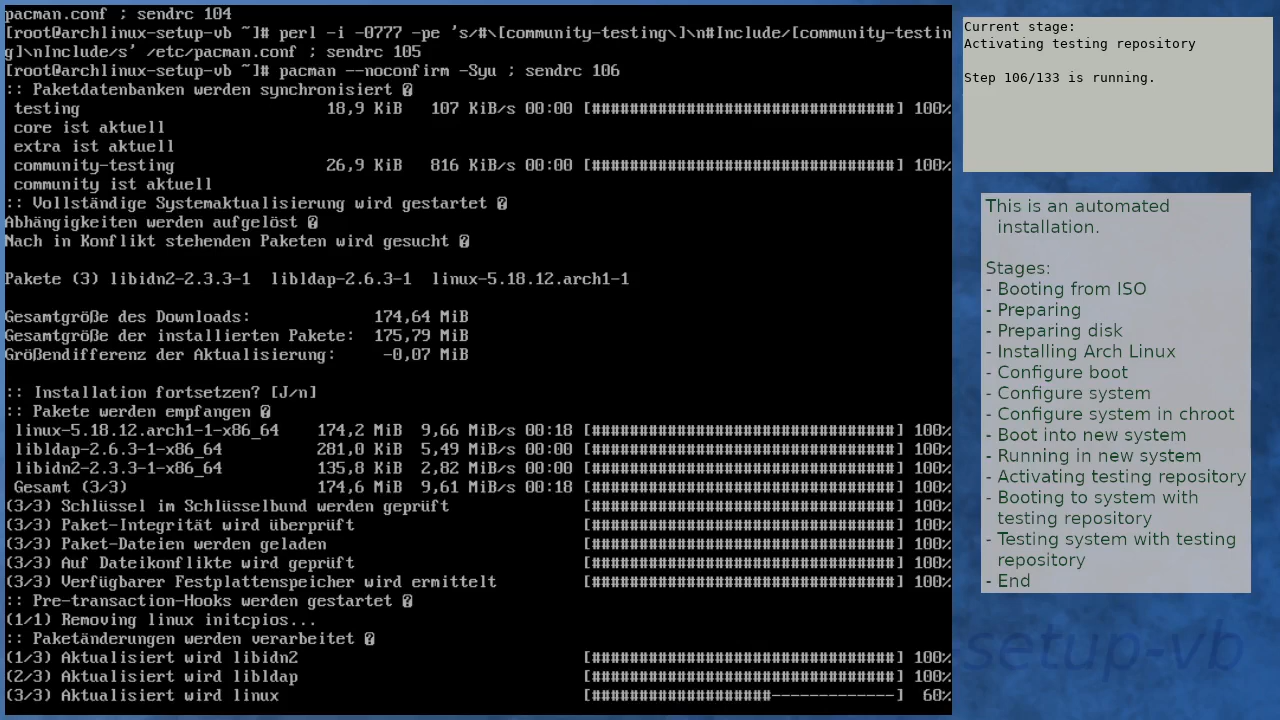 pacman.conf ; sendrc 104
[root@archlinux-setup-vb ~]# perl -i -0777 -pe 's/#\[community-testing\]\n#Include/[community-testin
g]\nInclude/s' /etc/pacman.conf ; sendrc 105
[root@archlinux-setup-vb ~]# pacman --noconfirm -Syu ; sendrc 106
:: Paketdatenbanken werden synchronisiert �
testing 18,9 KiB 107 KiB/s 00:00 [################################] 100%
core ist aktuell
extra ist aktuell
community-testing 26,9 KiB 816 KiB/s 00:00 [################################] 100%
community ist aktuell
:: Vollständige Systemaktualisierung wird gestartet �
Abhängigkeiten werden aufgelöst �
Nach in Konflikt stehenden Paketen wird gesucht �
Pakete (3) libidn2-2.3.3-1 libldap-2.6.3-1 linux-5.18.12.arch1-1
Gesamtgröße des Downloads: 174,64 MiB
Gesamtgröße der installierten Pakete: 175,79 MiB
Größendifferenz der Aktualisierung: -0,07 MiB
:: Installation fortsetzen? [J/n]
:: Pakete werden empfangen �
linux-5.18.12.arch1-1-x86_64 174,2 MiB 9,66 MiB/s 00:18 [################################] 100%
libldap-2.6.3-1-x86_64 281,0 KiB 5,49 MiB/s 00:00 [################################] 100%
libidn2-2.3.3-1-x86_64 135,8 KiB 2,82 MiB/s 00:00 [################################] 100%
Gesamt (3/3) 174,6 MiB 9,61 MiB/s 00:18 [################################] 100%
(3/3) Schlüssel im Schlüsselbund werden geprüft [################################] 100%
(3/3) Paket-Integrität wird überprüft [################################] 100%
(3/3) Paket-Dateien werden geladen [################################] 100%
(3/3) Auf Dateikonflikte wird geprüft [################################] 100%
(3/3) Verfügbarer Festplattenspeicher wird ermittelt [################################] 100%
:: Pre-transaction-Hooks werden gestartet �
(1/1) Removing linux initcpios...
:: Paketänderungen werden verarbeitet �
(1/3) Aktualisiert wird libidn2 [################################] 100%
(2/3) Aktualisiert wird libldap [################################] 100%
(3/3) Aktualisiert wird linux [###################-------------] 60%
Current stage:
Activating testing repository
Step 106/133 is running.
This is an automated
installation.
Stages:
- Booting from ISO
- Preparing
- Preparing disk
- Installing Arch Linux
- Configure boot
- Configure system
- Configure system in chroot
- Boot into new system
- Running in new system
- Activating testing repository
- Booting to system with
testing repository
- Testing system with testing
repository
- End
setup-vb